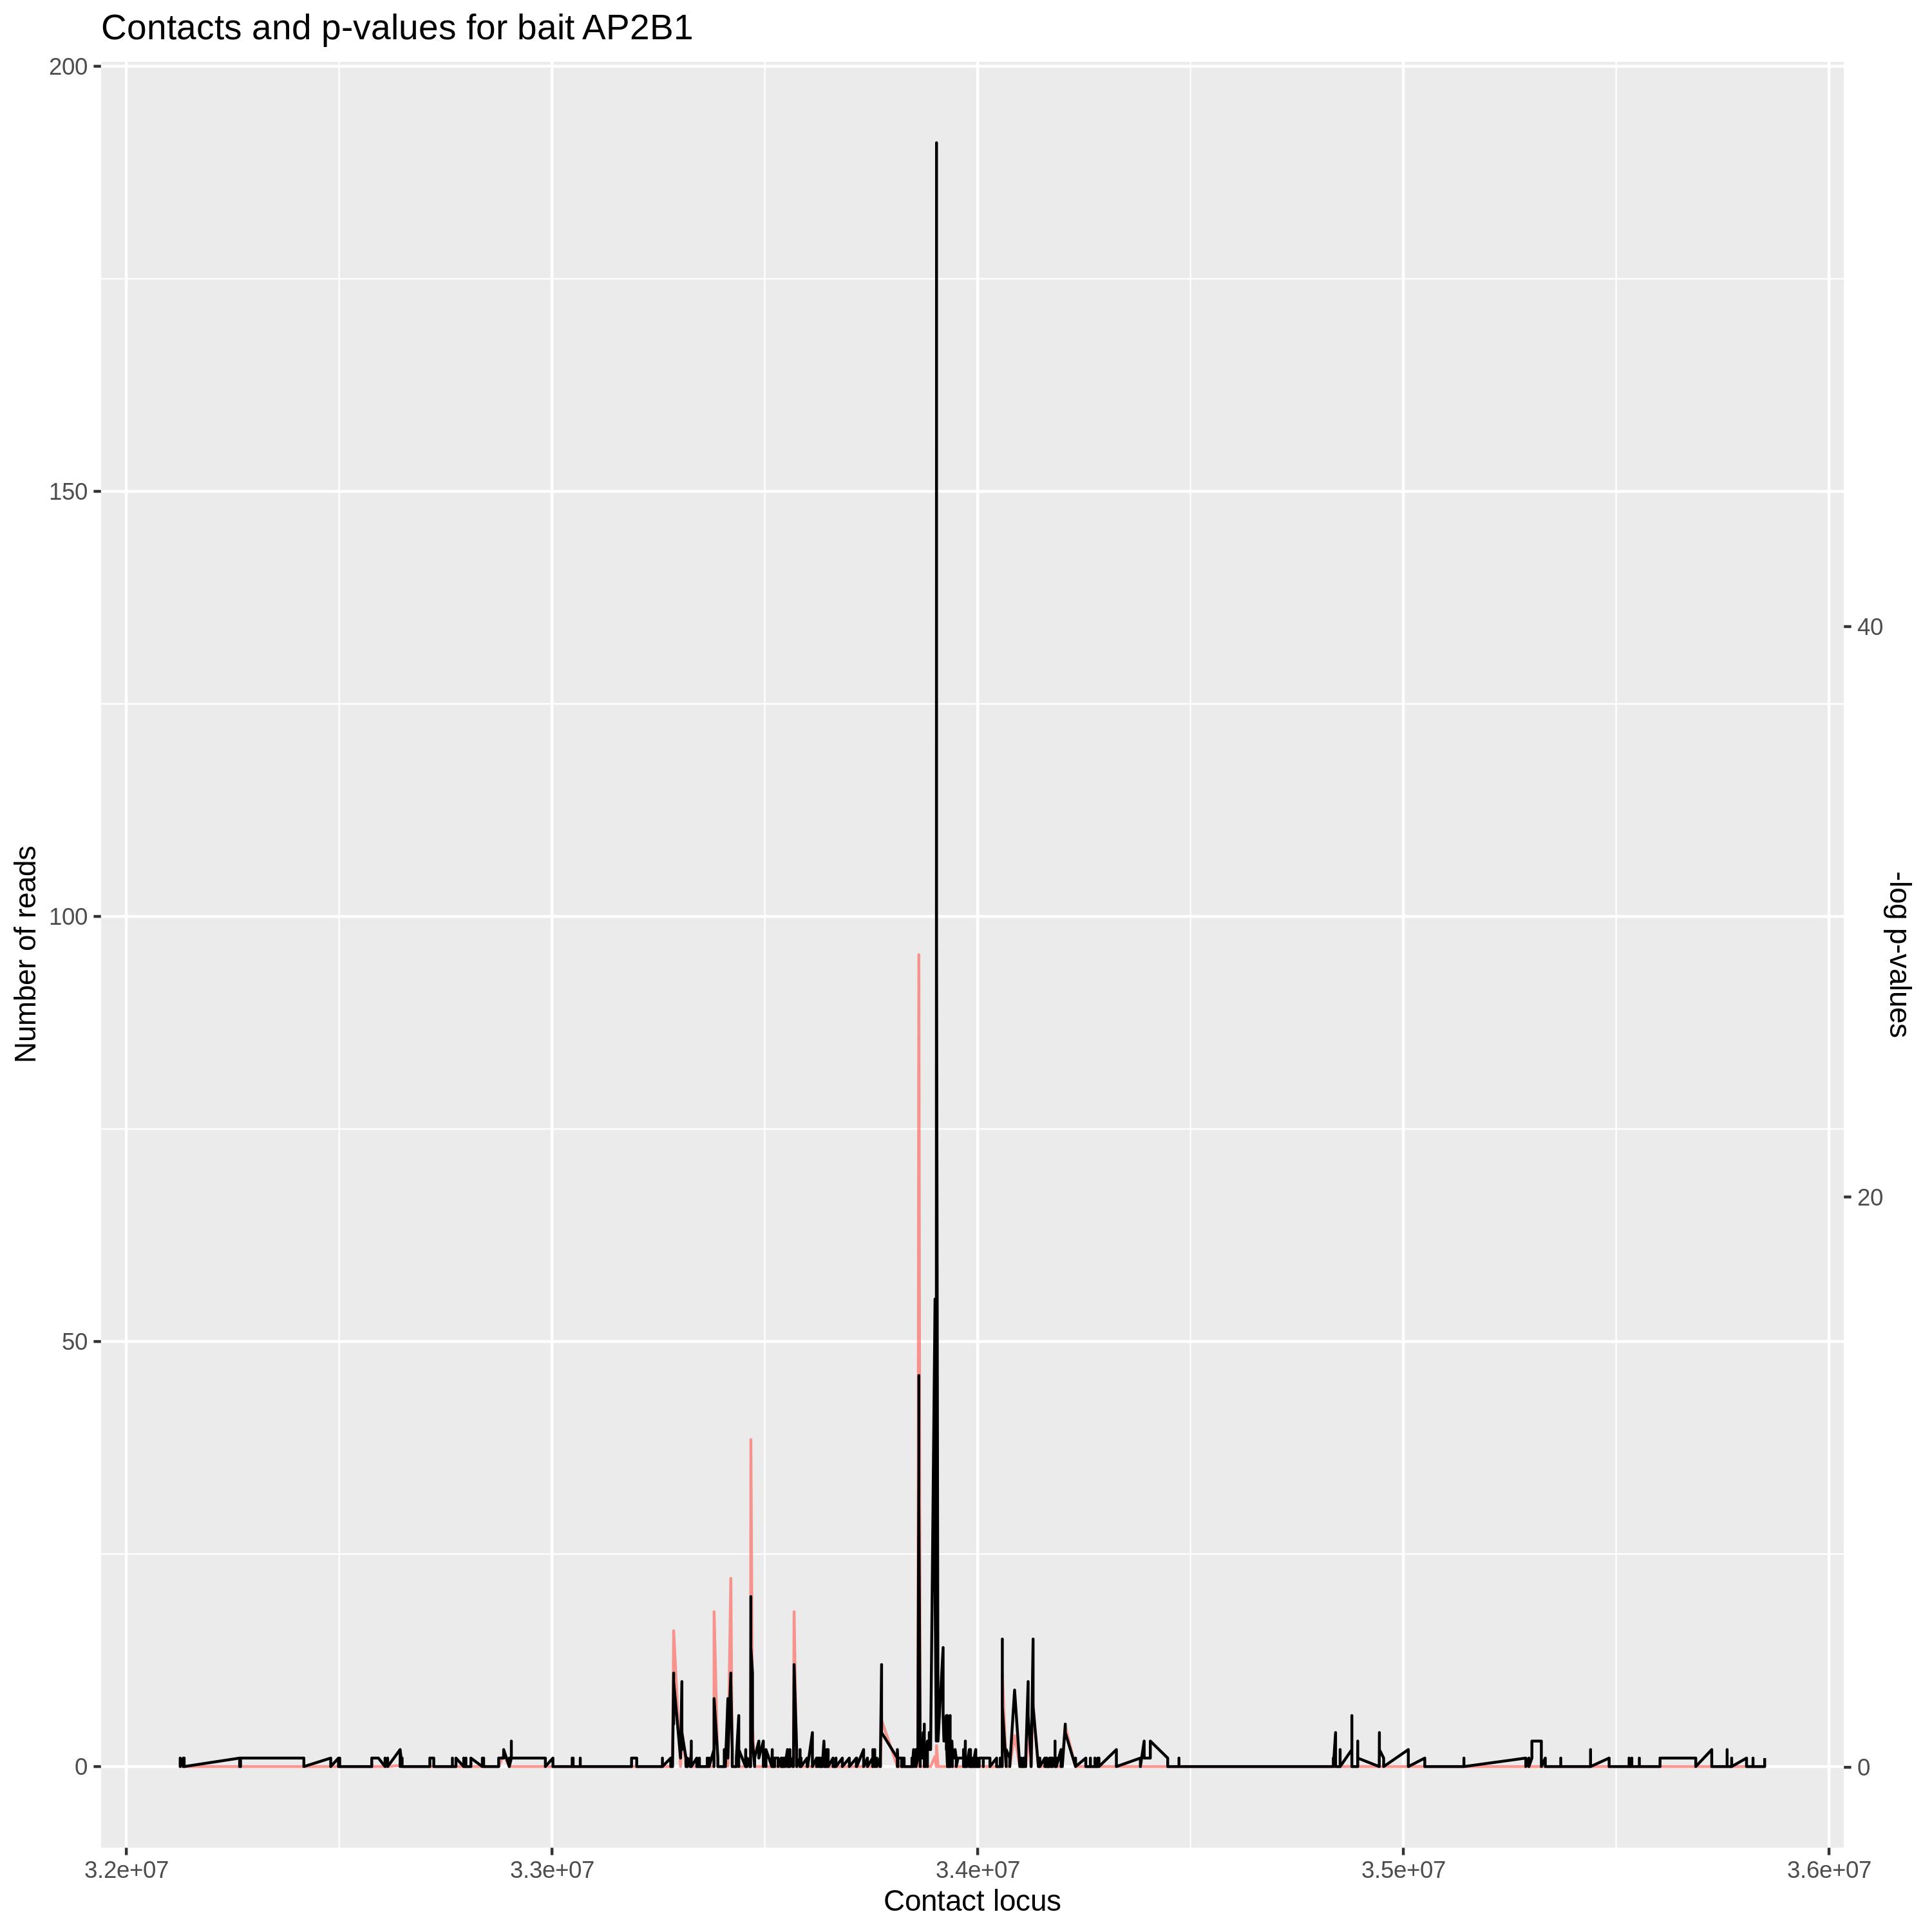 Contacts and p-values for bait AP2B1
200
150
100
50
0
Number of reads
40
20
0
-log p-values
3.2e+07
3.3e+07
3.4e+07
3.5e+07
3.6e+07
Contact locus